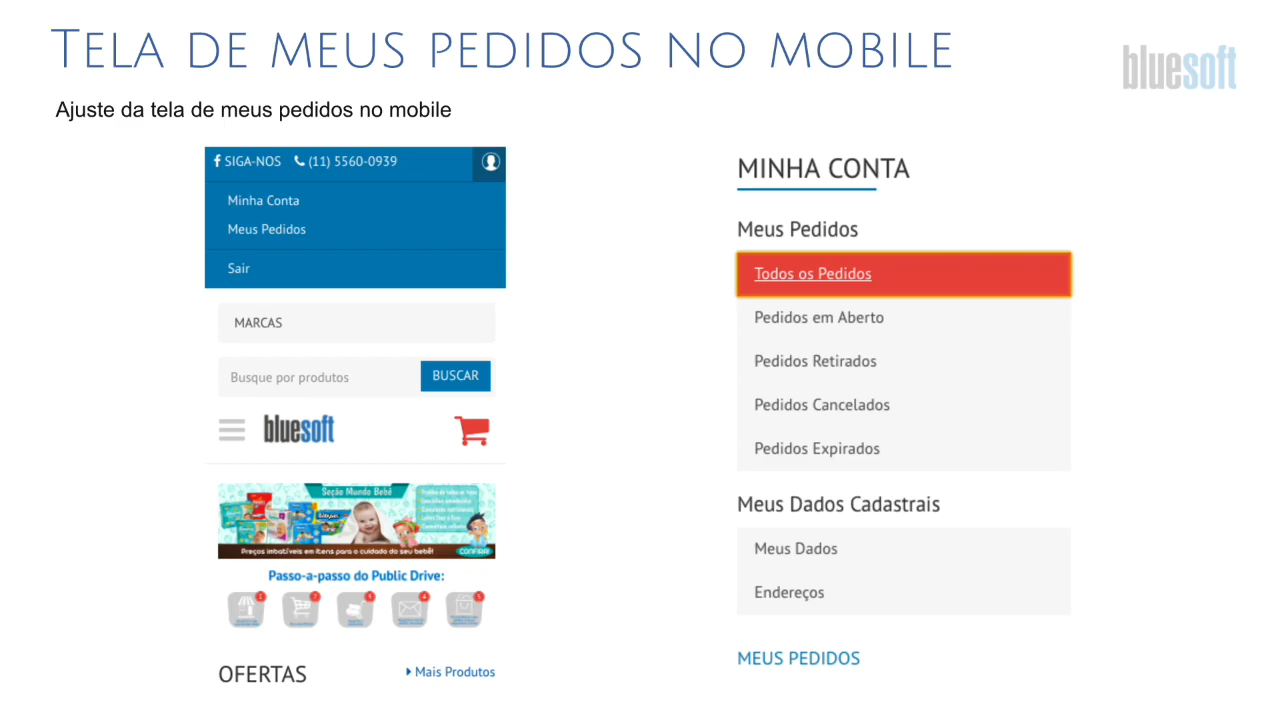 TELA DE MEUS PEDIDOS NO MOBILE
bluesoft
Ajuste da tela de meus pedidos no mobile
SIGA-NOS (11) 5560-0939
Minha Conta
Meus Pedidos
Sair
MARCAS
Busque por produtos BUSCAR
bluesoft
Seção Mundo Bebê
Preços imbatíveis em itens para o cuidado do seu bebê! CONFIRA!
Passo-a-passo do Public Drive:
OFERTAS
Mais Produtos
MINHA CONTA
Meus Pedidos
Todos os Pedidos
Pedidos em Aberto
Pedidos Retirados
Pedidos Cancelados
Pedidos Expirados
Meus Dados Cadastrais
Meus Dados
Endereços
MEUS PEDIDOS